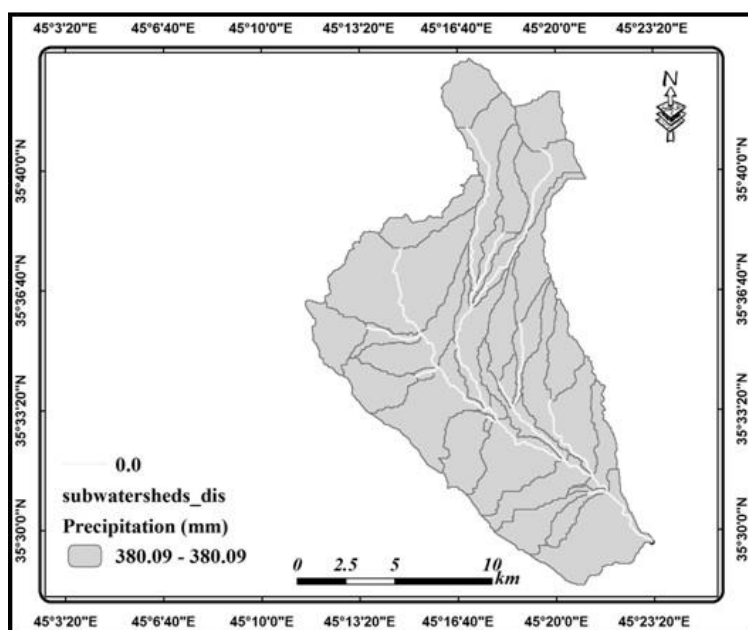 45°3'20"E 45°6'40"E 45°10'0"E 45°13'20"E 45°16'40"E 45°20'0"E 45°23'20"E
N
35°40'0"N 35°40'0"N
35°36'40"N 35°36'40"N
35°33'20"N 35°33'20"N
35°30'0"N 35°30'0"N
0.0
subwatersheds_dis
Precipitation (mm)
380.09 - 380.09
0 2.5 5 10
km
45°3'20"E 45°6'40"E 45°10'0"E 45°13'20"E 45°16'40"E 45°20'0"E 45°23'20"E